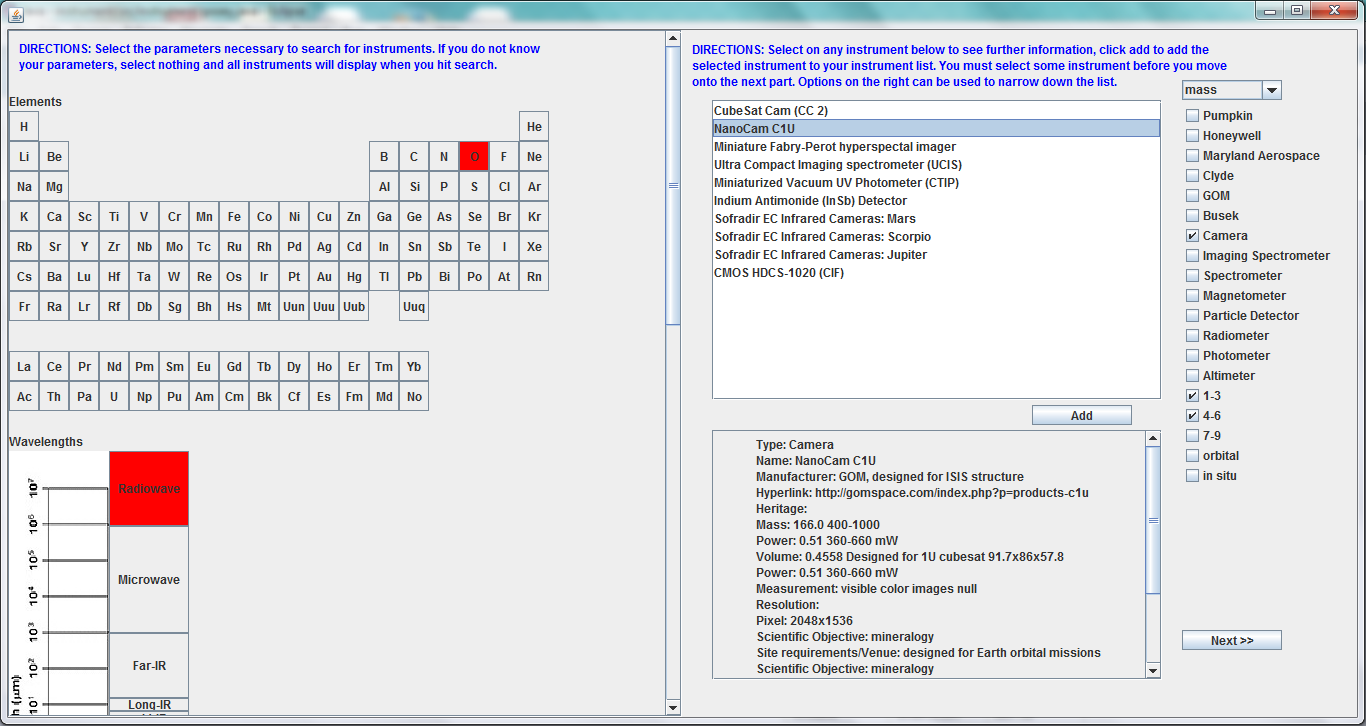 DIRECTIONS: Select the parameters necessary to search for instruments. If you do not know
your parameters, select nothing and all instruments will display when you hit search.
Elements
H He
Li Be B C N O F Ne
Na Mg Al Si P S Cl Ar
K Ca Sc Ti V Cr Mn Fe Co Ni Cu Zn Ga Ge As Se Br Kr
Rb Sr Y Zr Nb Mo Tc Ru Rh Pd Ag Cd In Sn Sb Te I Xe
Cs Ba Lu Hf Ta W Re Os Ir Pt Au Hg Tl Pb Bi Po At Rn
Fr Ra Lr Rf Db Sg Bh Hs Mt Uun Uuu Uub Uuq
La Ce Pr Nd Pm Sm Eu Gd Tb Dy Ho Er Tm Yb
Ac Th Pa U Np Pu Am Cm Bk Cf Es Fm Md No
Wavelengths
10⁷
Radiowave
10⁶
10⁵
Microwave
10⁴
10³
Far-IR
10²
10¹
Long-IR
h (µm)
DIRECTIONS: Select on any instrument below to see further information, click add to add the
selected instrument to your instrument list. You must select some instrument before you move
onto the next part. Options on the right can be used to narrow down the list.
CubeSat Cam (CC 2)
NanoCam C1U
Miniature Fabry-Perot hyperspectal imager
Ultra Compact Imaging spectrometer (UCIS)
Miniaturized Vacuum UV Photometer (CTIP)
Indium Antimonide (InSb) Detector
Sofradir EC Infrared Cameras: Mars
Sofradir EC Infrared Cameras: Scorpio
Sofradir EC Infrared Cameras: Jupiter
CMOS HDCS-1020 (CIF)
Add
Type: Camera
Name: NanoCam C1U
Manufacturer: GOM, designed for ISIS structure
Hyperlink: http://gomspace.com/index.php?p=products-c1u
Heritage:
Mass: 166.0 400-1000
Power: 0.51 360-660 mW
Volume: 0.4558 Designed for 1U cubesat 91.7x86x57.8
Power: 0.51 360-660 mW
Measurement: visible color images null
Resolution:
Pixel: 2048x1536
Scientific Objective: mineralogy
Site requirements/Venue: designed for Earth orbital missions
Scientific Objective: mineralogy
mass
Pumpkin
Honeywell
Maryland Aerospace
Clyde
GOM
Busek
Camera
Imaging Spectrometer
Spectrometer
Magnetometer
Particle Detector
Radiometer
Photometer
Altimeter
1-3
4-6
7-9
orbital
in situ
Next >>